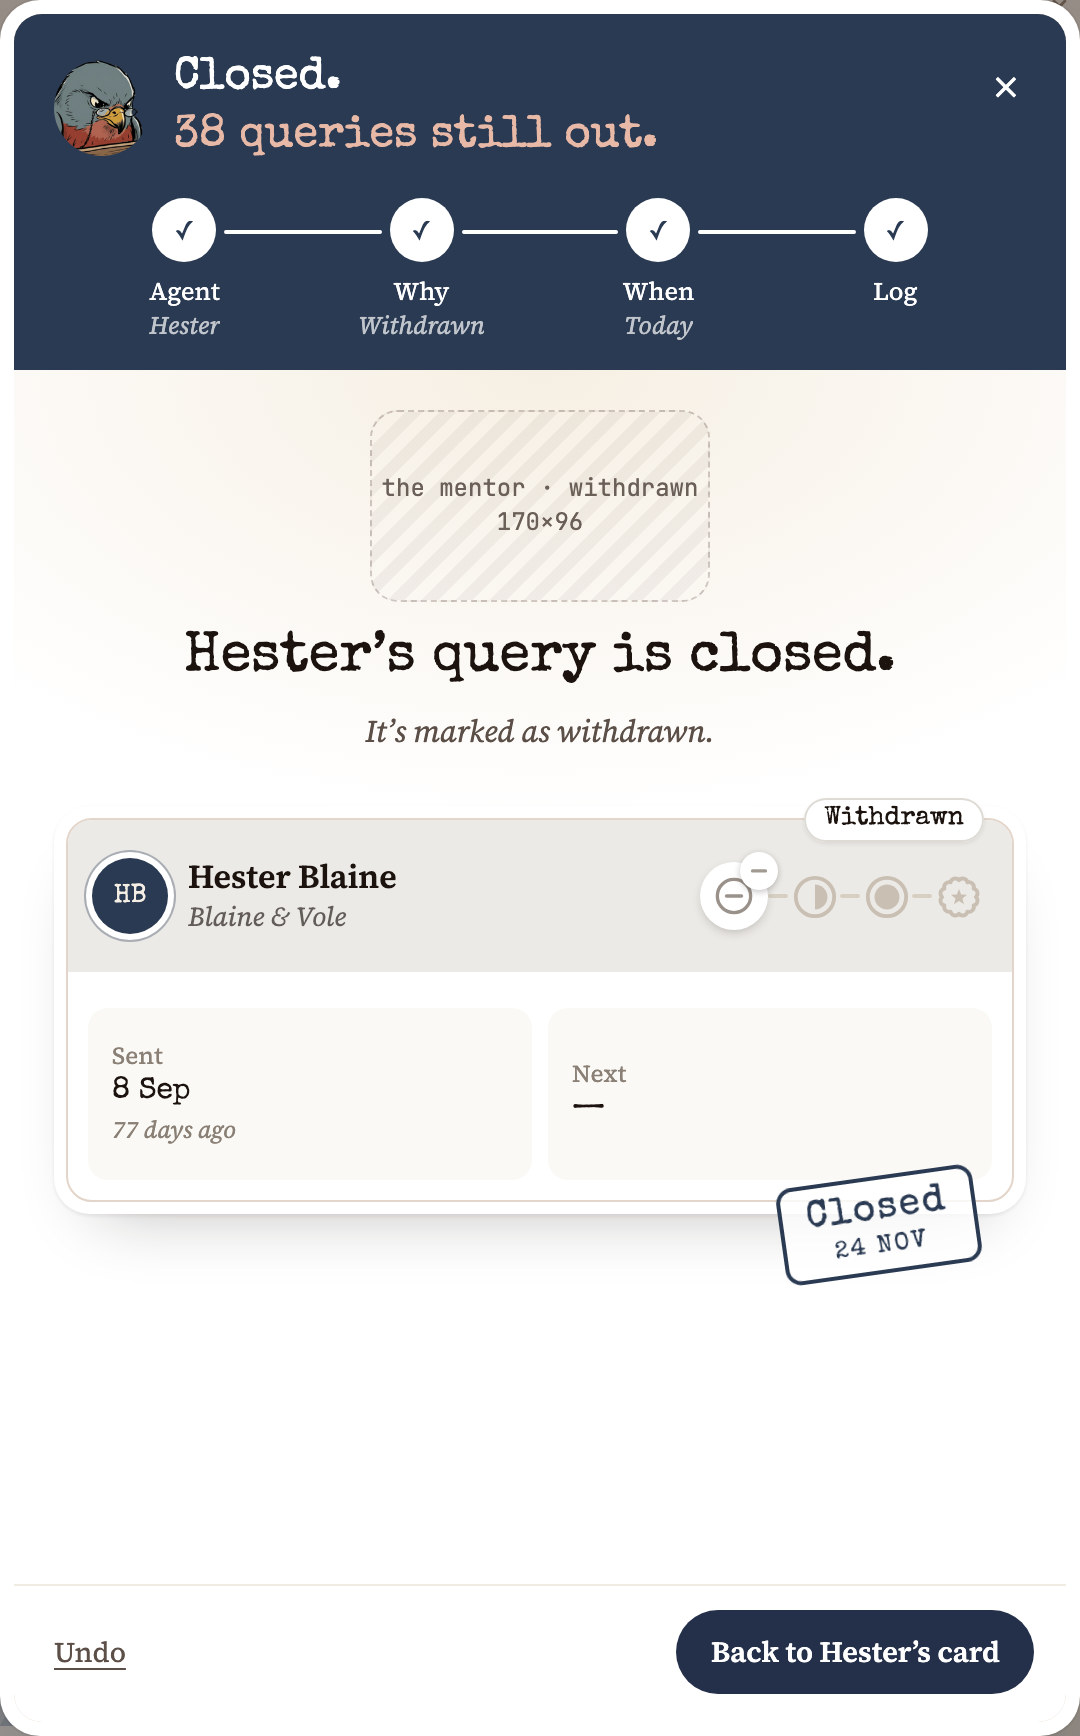 Closed.
38 queries still out.
Agent
Hester
Why
Withdrawn
When
Today
Log
the mentor · withdrawn
170×96
Hester’s query is closed.
It’s marked as withdrawn.
Withdrawn
HB
Hester Blaine
Blaine & Vole
Sent
8 Sep
77 days ago
Next
—
Closed
24 NOV
Undo
Back to Hester’s card